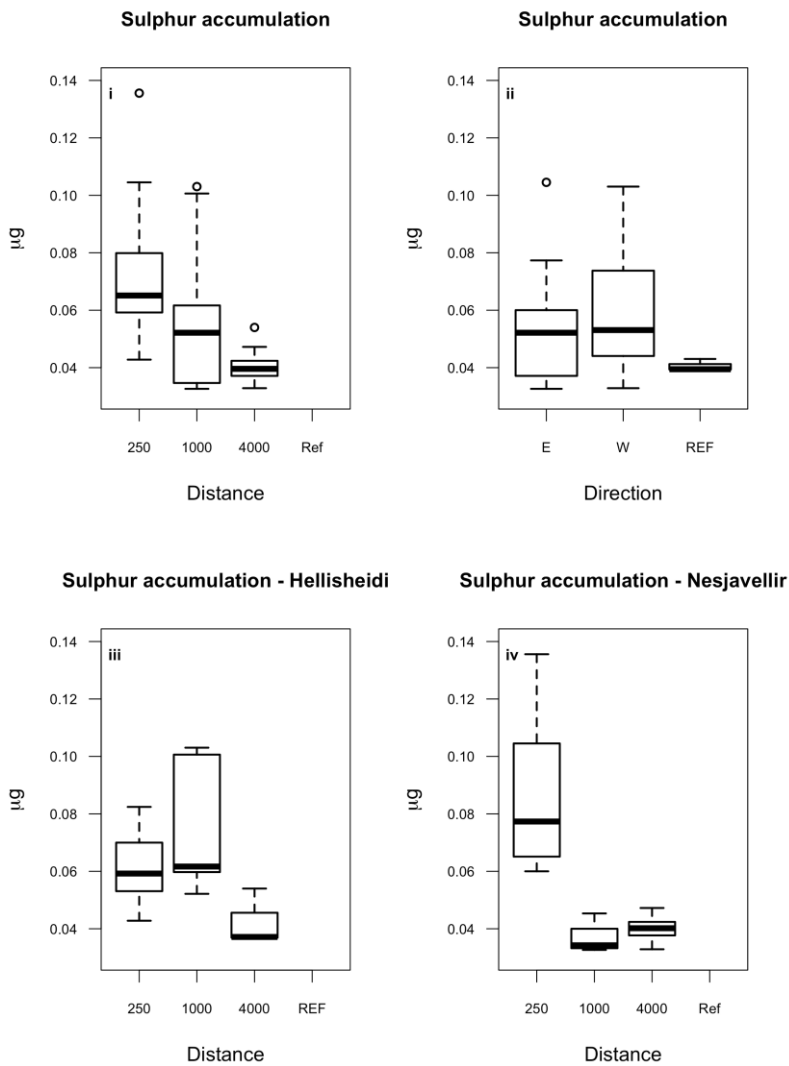 Sulphur accumulation
i
0.14
0.12
0.10
0.08
0.06
0.04
µg
250 1000 4000 Ref
Distance
Sulphur accumulation
ii
0.14
0.12
0.10
0.08
0.06
0.04
µg
E W REF
Direction
Sulphur accumulation - Hellisheidi
iii
0.14
0.12
0.10
0.08
0.06
0.04
µg
250 1000 4000 REF
Distance
Sulphur accumulation - Nesjavellir
iv
0.14
0.12
0.10
0.08
0.06
0.04
µg
250 1000 4000 Ref
Distance